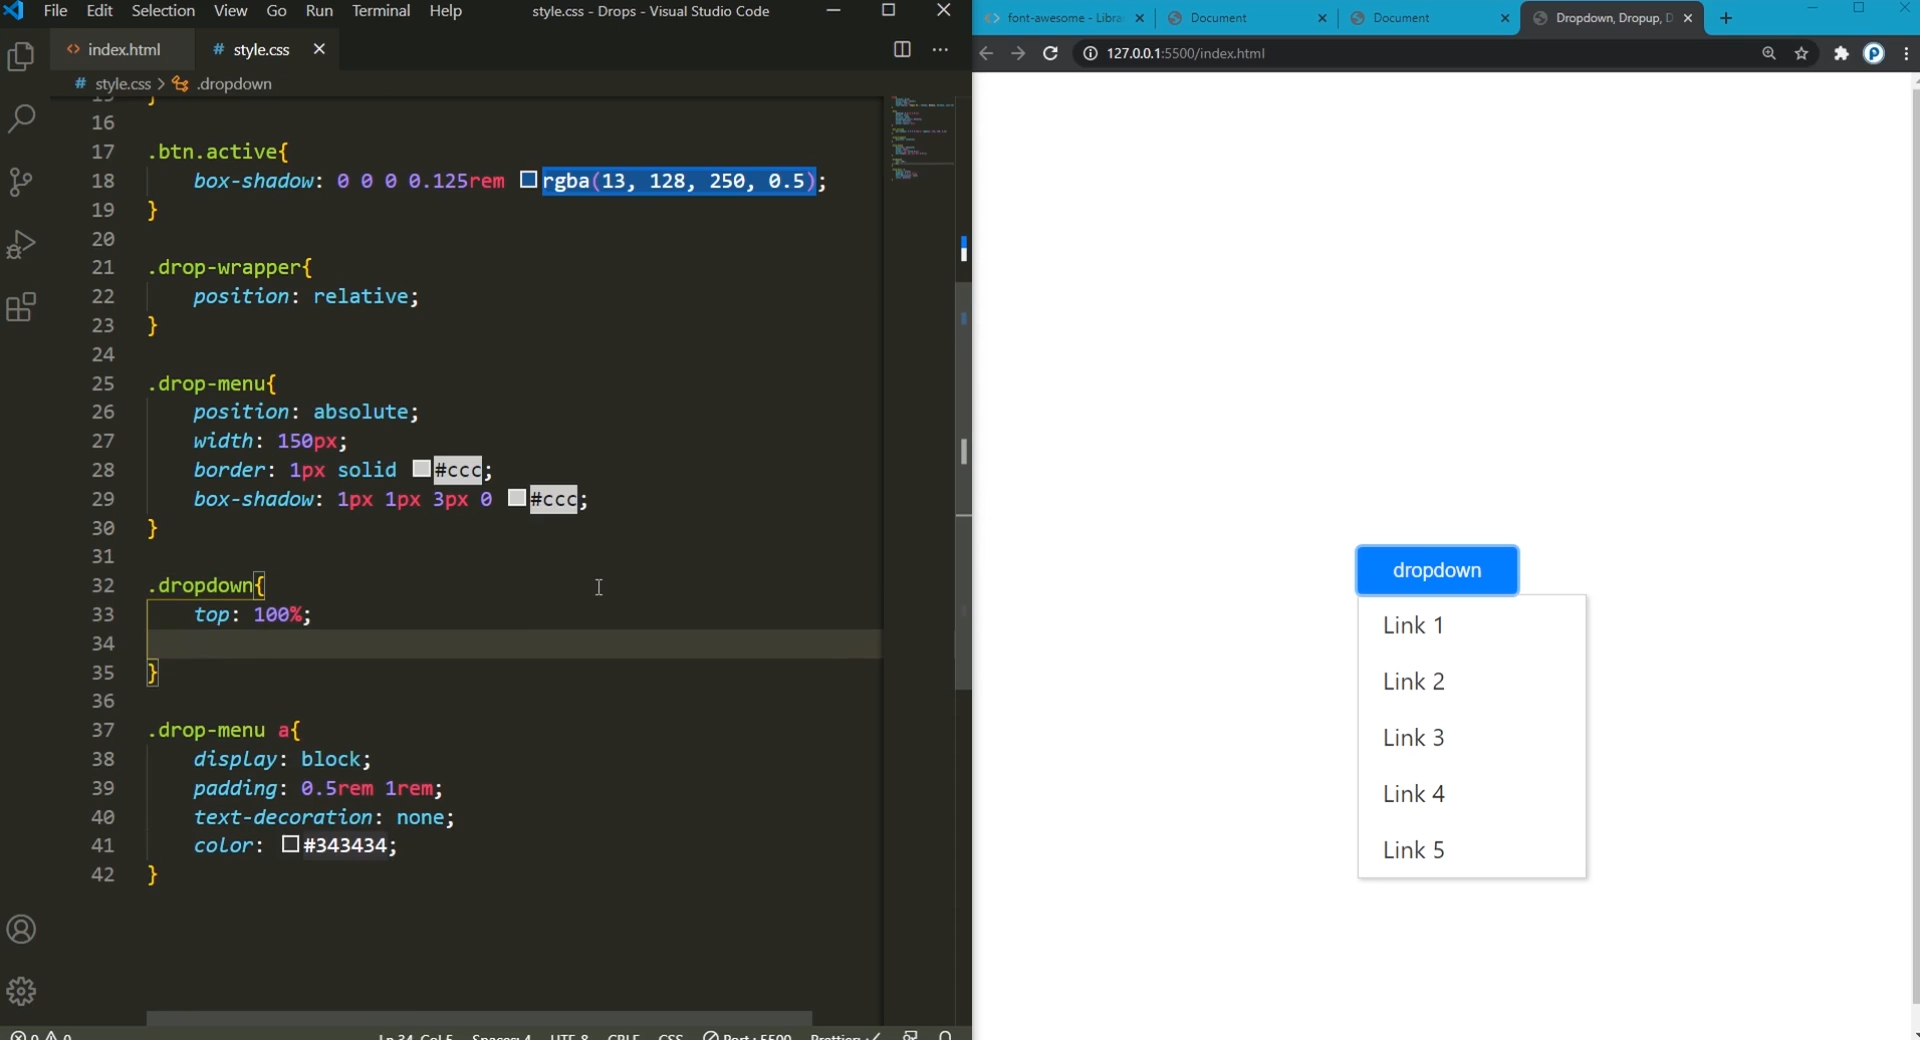 File Edit Selection View Go Run Terminal Help style.css - Drops - Visual Studio Code
index.html style.css
style.css > .dropdown
15 }
16
17 .btn.active{
18 box-shadow: 0 0 0 0.125rem rgba(13, 128, 250, 0.5);
19 }
20
21 .drop-wrapper{
22 position: relative;
23 }
24
25 .drop-menu{
26 position: absolute;
27 width: 150px;
28 border: 1px solid #ccc;
29 box-shadow: 1px 1px 3px 0 #ccc;
30 }
31
32 .dropdown{
33 top: 100%;
34
35 }
36
37 .drop-menu a{
38 display: block;
39 padding: 0.5rem 1rem;
40 text-decoration: none;
41 color: #343434;
42 }
Ln 34, Col 5 Spaces: 4 UTF-8 CRLF CSS Port : 5500 Prettier
font-awesome - Libra Document Document Dropdown, Dropup, D
127.0.0.1:5500/index.html
dropdown
Link 1
Link 2
Link 3
Link 4
Link 5